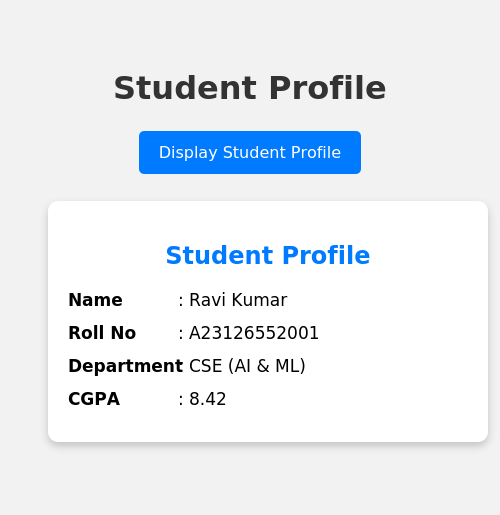 Student Profile
Display Student Profile
Student Profile
Name : Ravi Kumar
Roll No : A23126552001
Department CSE (AI & ML)
CGPA : 8.42